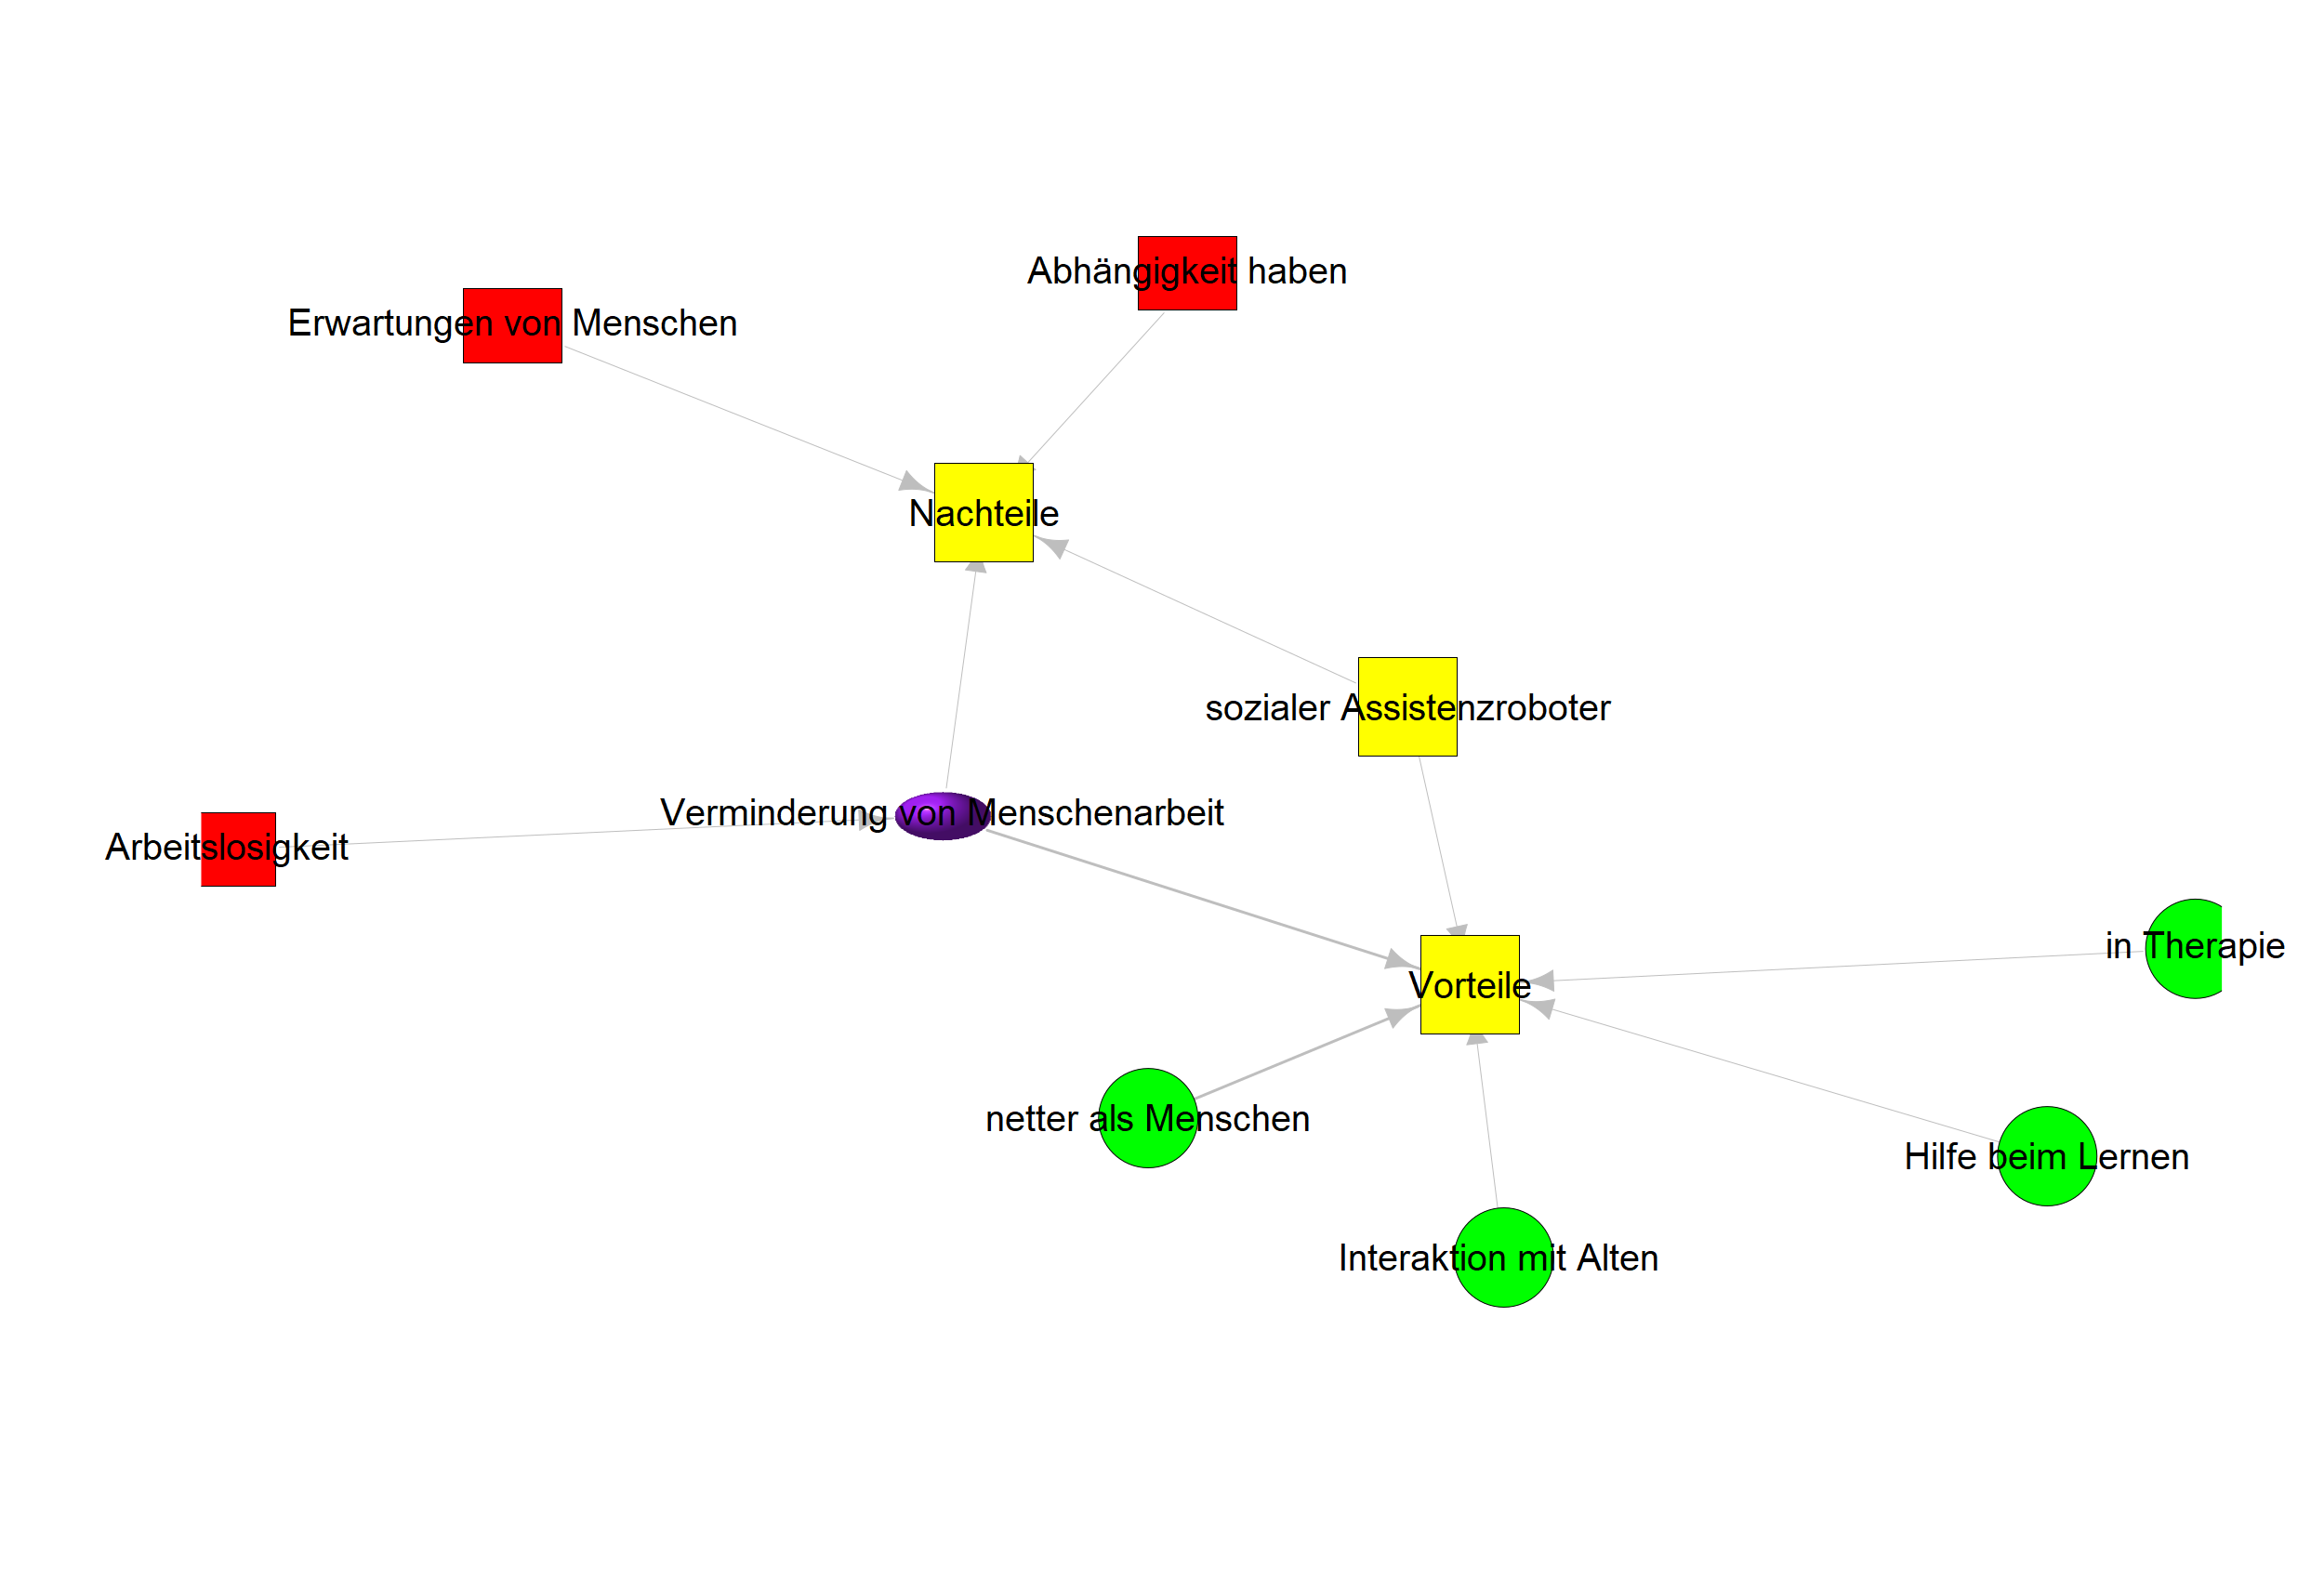 Abhängigkeit haben
Erwartungen von Menschen
Nachteile
sozialer Assistenzroboter
Verminderung von Menschenarbeit
Arbeitslosigkeit
in Therapie
Vorteile
netter als Menschen
Hilfe beim Lernen
Interaktion mit Alten